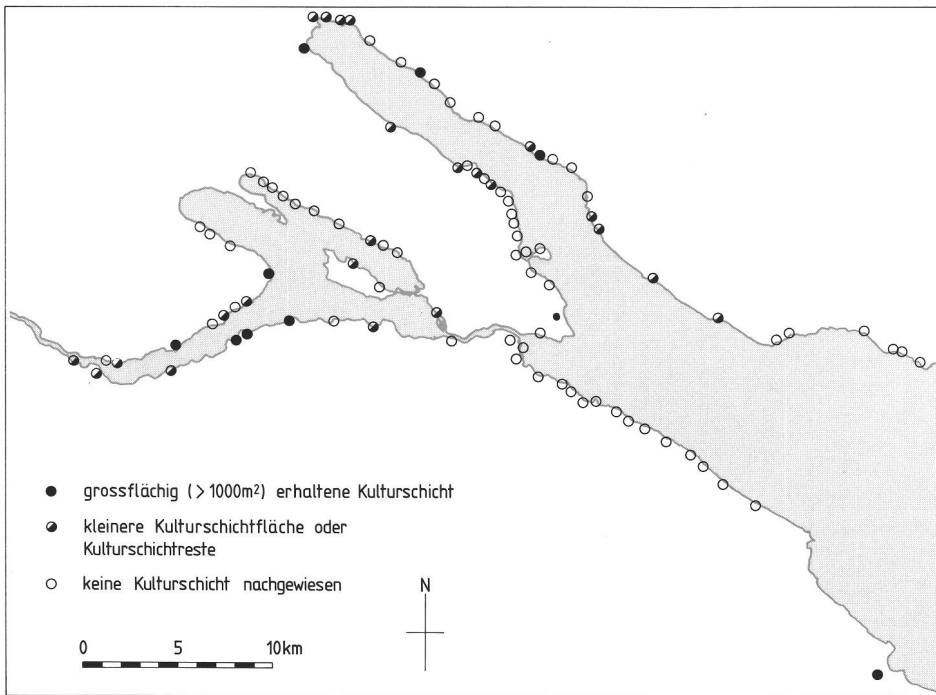 grossflächig (>1000m²) erhaltene Kulturschicht
kleinere Kulturschichtfläche oder
Kulturschichtreste
keine Kulturschicht nachgewiesen
N
0 5 10km